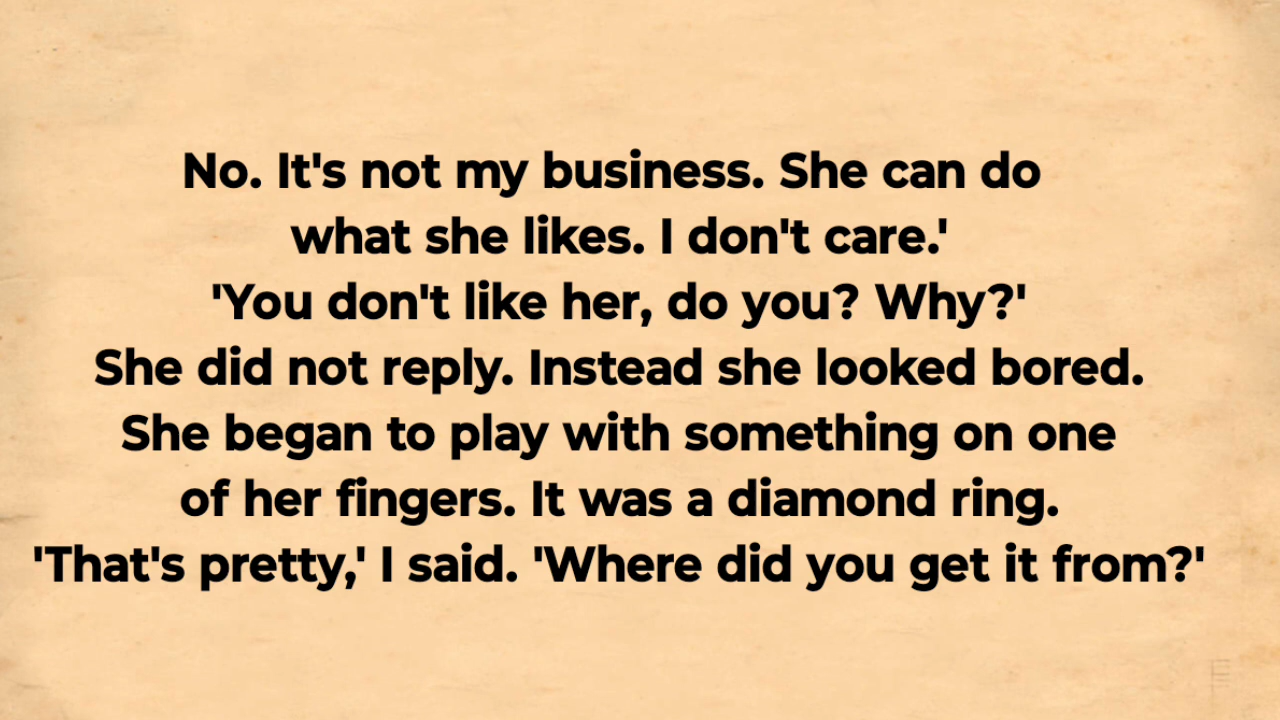 No. It's not my business. She can do
what she likes. I don't care.'
'You don't like her, do you? Why?'
She did not reply. Instead she looked bored.
She began to play with something on one
of her fingers. It was a diamond ring.
'That's pretty,' I said. 'Where did you get it from?'